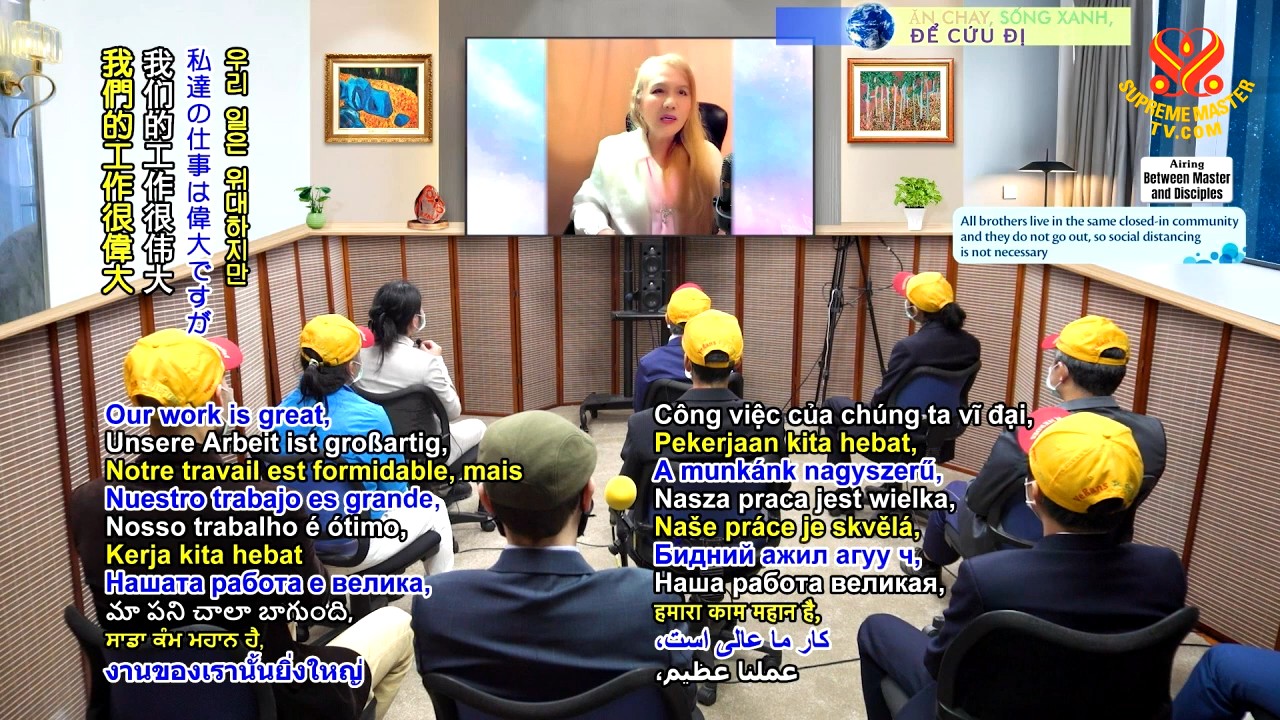 ĂN CHAY, SỐNG XANH,
ĐỂ CỨU ĐỊ
SUPREME MASTER
TV.COM
Airing
Between Master
and Disciples
All brothers live in the same closed-in community
and they do not go out, so social distancing
is not necessary
우리 일은 위대하지만
私達の仕事は偉大ですが
我们的工作很伟大
我們的工作很偉大
Our work is great,
Unsere Arbeit ist großartig,
Notre travail est formidable, mais
Nuestro trabajo es grande,
Nosso trabalho é ótimo,
Kerja kita hebat
Нашата работа е велика,
మా పని చాలా బాగుంది,
ਸਾਡਾ ਕੰਮ ਮਹਾਨ ਹੈ,
งานของเรานั้นยิ่งใหญ่
Công việc của chúng ta vĩ đại,
Pekerjaan kita hebat,
A munkánk nagyszerű,
Nasza praca jest wielka,
Naše práce je skvělá,
Бидний ажил агуу ч,
Наша работа великая,
हमारा काम महान है,
کار ما عالی است،
عملنا عظيم،